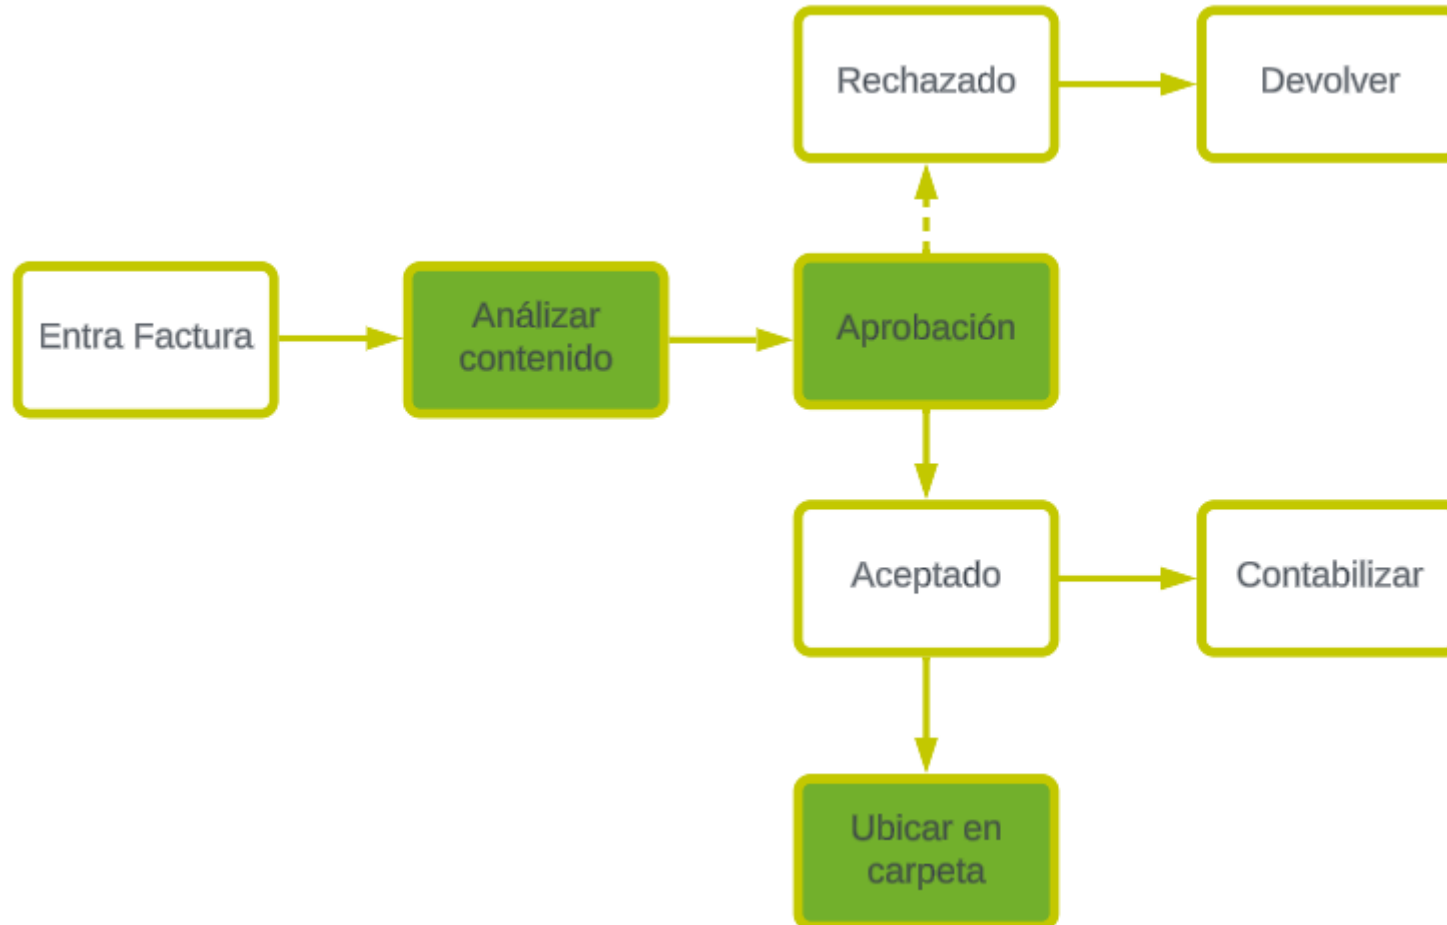 Rechazado
Devolver
Entra Factura
Análizar
contenido
Aprobación
Aceptado
Contabilizar
Ubicar en
carpeta